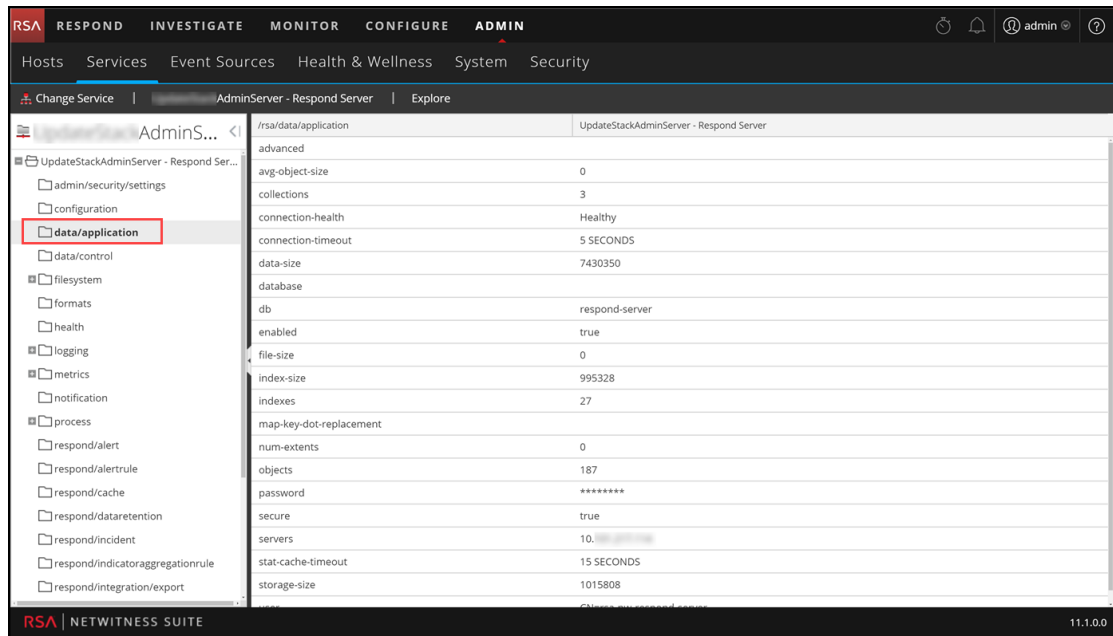 RSA RESPOND INVESTIGATE MONITOR CONFIGURE ADMIN admin ?
Hosts Services Event Sources Health & Wellness System Security
Change Service | AdminServer - Respond Server | Explore
AdminS...
UpdateStackAdminServer - Respond Ser...
admin/security/settings
configuration
data/application
data/control
filesystem
formats
health
logging
metrics
notification
process
respond/alert
respond/alertrule
respond/cache
respond/dataretention
respond/incident
respond/indicatoraggregationrule
respond/integration/export
/rsa/data/application UpdateStackAdminServer - Respond Server
advanced
avg-object-size 0
collections 3
connection-health Healthy
connection-timeout 5 SECONDS
data-size 7430350
database
db respond-server
enabled true
file-size 0
index-size 995328
indexes 27
map-key-dot-replacement
num-extents 0
objects 187
password ********
secure true
servers 10.
stat-cache-timeout 15 SECONDS
storage-size 1015808
RSA | NETWITNESS SUITE 11.1.0.0